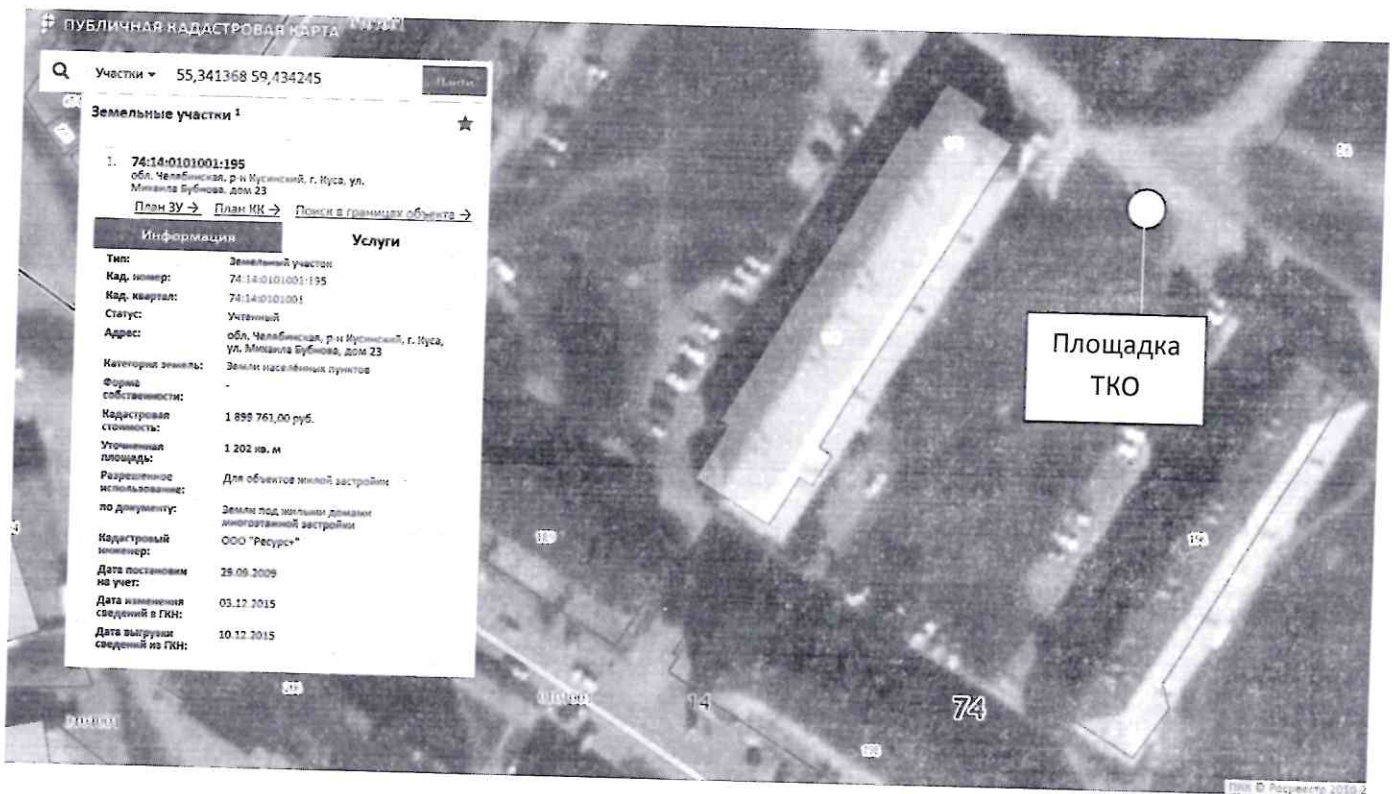 ПУБЛИЧНАЯ КАДАСТРОВАЯ КАРТА
Участки 55,341368 59,434245 Найти
Земельные участки 1
1. 74:14:0101001:195
обл. Челябинская, р-н Кусинский, г. Куса, ул.
Михаила Бубнова, дом 23
План ЗУ → План КК → Поиск в границах объекта →
Информация Услуги
Тип: Земельный участок
Кад. номер: 74:14:0101001:195
Кад. квартал: 74:14:0101001
Статус: Учтенный
Адрес: обл. Челябинская, р-н Кусинский, г. Куса,
ул. Михаила Бубнова, дом 23
Категория земель: Земли населённых пунктов
Форма
собственности: -
Кадастровая
стоимость: 1 899 761,00 руб.
Уточненная
площадь: 1 202 кв. м
Разрешенное
использование: Для объектов жилой застройки
по документу: Земли под жилыми домами
многоэтажной застройки
Кадастровый
инженер: ООО "Ресурс+"
Дата постановки
на учет: 29.09.2009
Дата изменения
сведений в ГКН: 03.12.2015
Дата выгрузки
сведений из ГКН: 10.12.2015
Площадка
ТКО
196
0101001
14
74
ПКК © Росреестр 2010-2